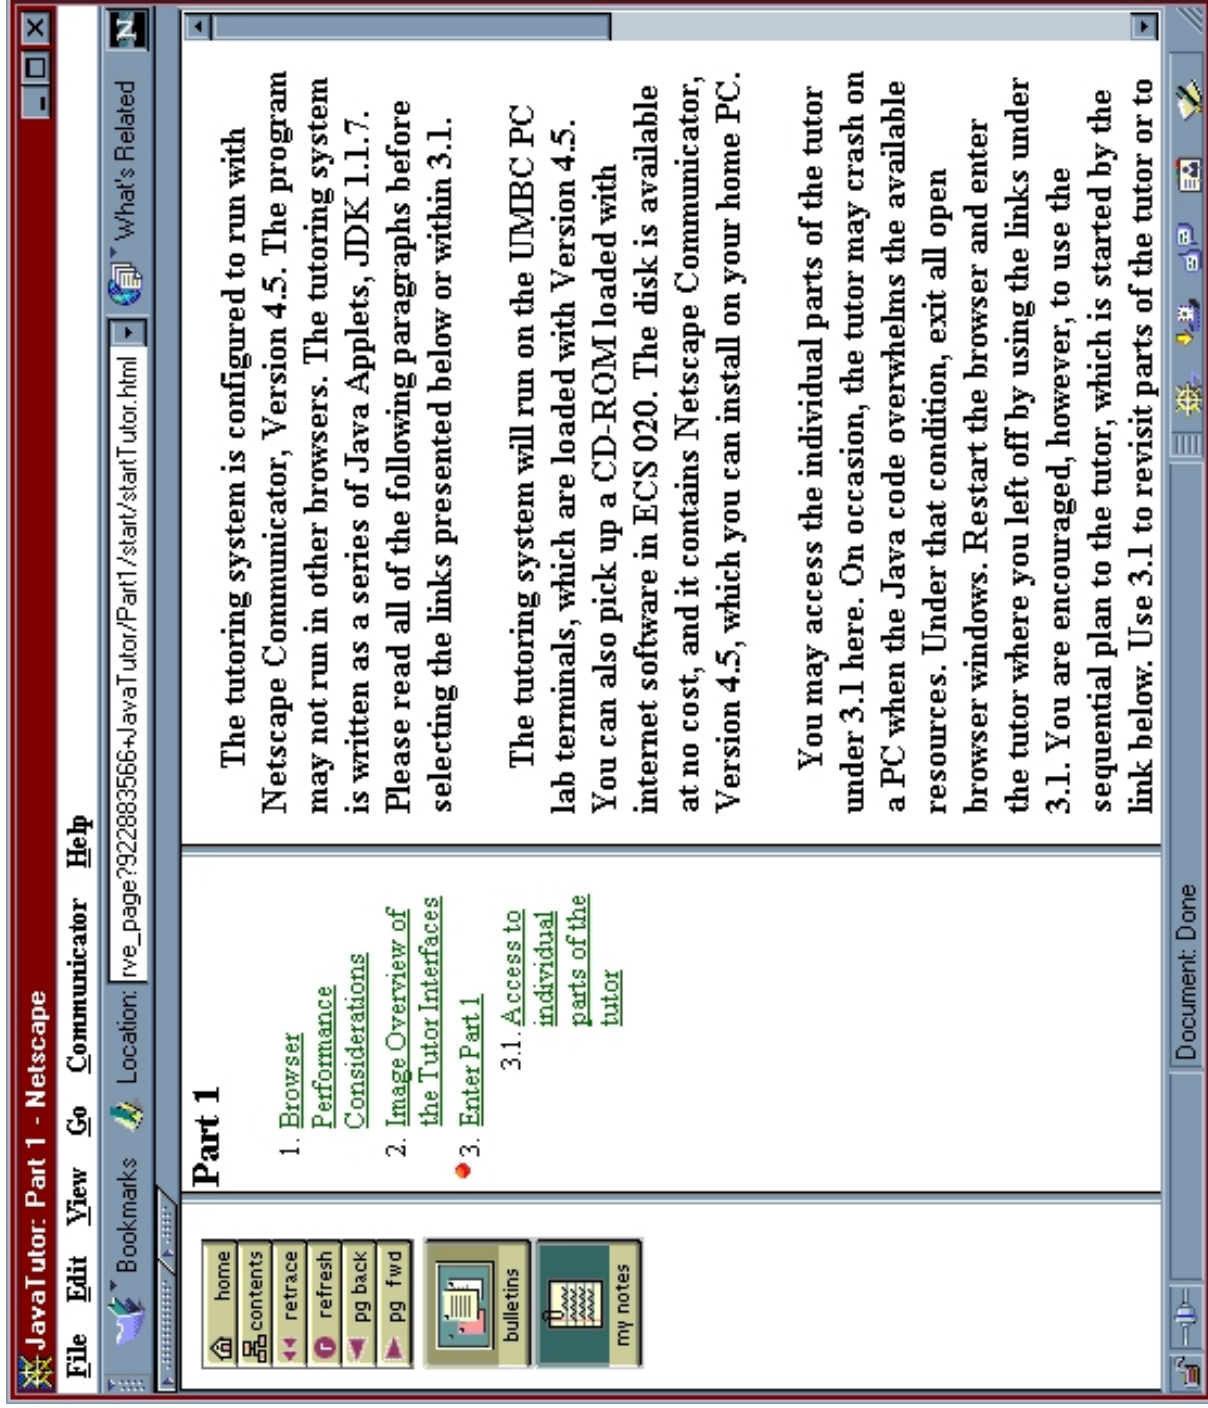 JavaTutor: Part 1 - Netscape
File Edit View Go Communicator Help
Bookmarks Location: rve_page?922883566+JavaTutor/Part1/start/startTutor.html What's Related
N
home
contents
retrace
refresh
pg back
pg fwd
bulletins
my notes
Part 1
1. Browser
Performance
Considerations
2. Image Overview of
the Tutor Interfaces
3. Enter Part 1
3.1. Access to
individual
parts of the
tutor
The tutoring system is configured to run with
Netscape Communicator, Version 4.5. The program
may not run in other browsers. The tutoring system
is written as a series of Java Applets, JDK 1.1.7.
Please read all of the following paragraphs before
selecting the links presented below or within 3.1.
The tutoring system will run on the UMBC PC
lab terminals, which are loaded with Version 4.5.
You can also pick up a CD-ROM loaded with
internet software in ECS 020. The disk is available
at no cost, and it contains Netscape Communicator,
Version 4.5, which you can install on your home PC.
You may access the individual parts of the tutor
under 3.1 here. On occasion, the tutor may crash on
a PC when the Java code overwhelms the available
resources. Under that condition, exit all open
browser windows. Restart the browser and enter
the tutor where you left off by using the links under
3.1. You are encouraged, however, to use the
sequential plan to the tutor, which is started by the
link below. Use 3.1 to revisit parts of the tutor or to
Document: Done